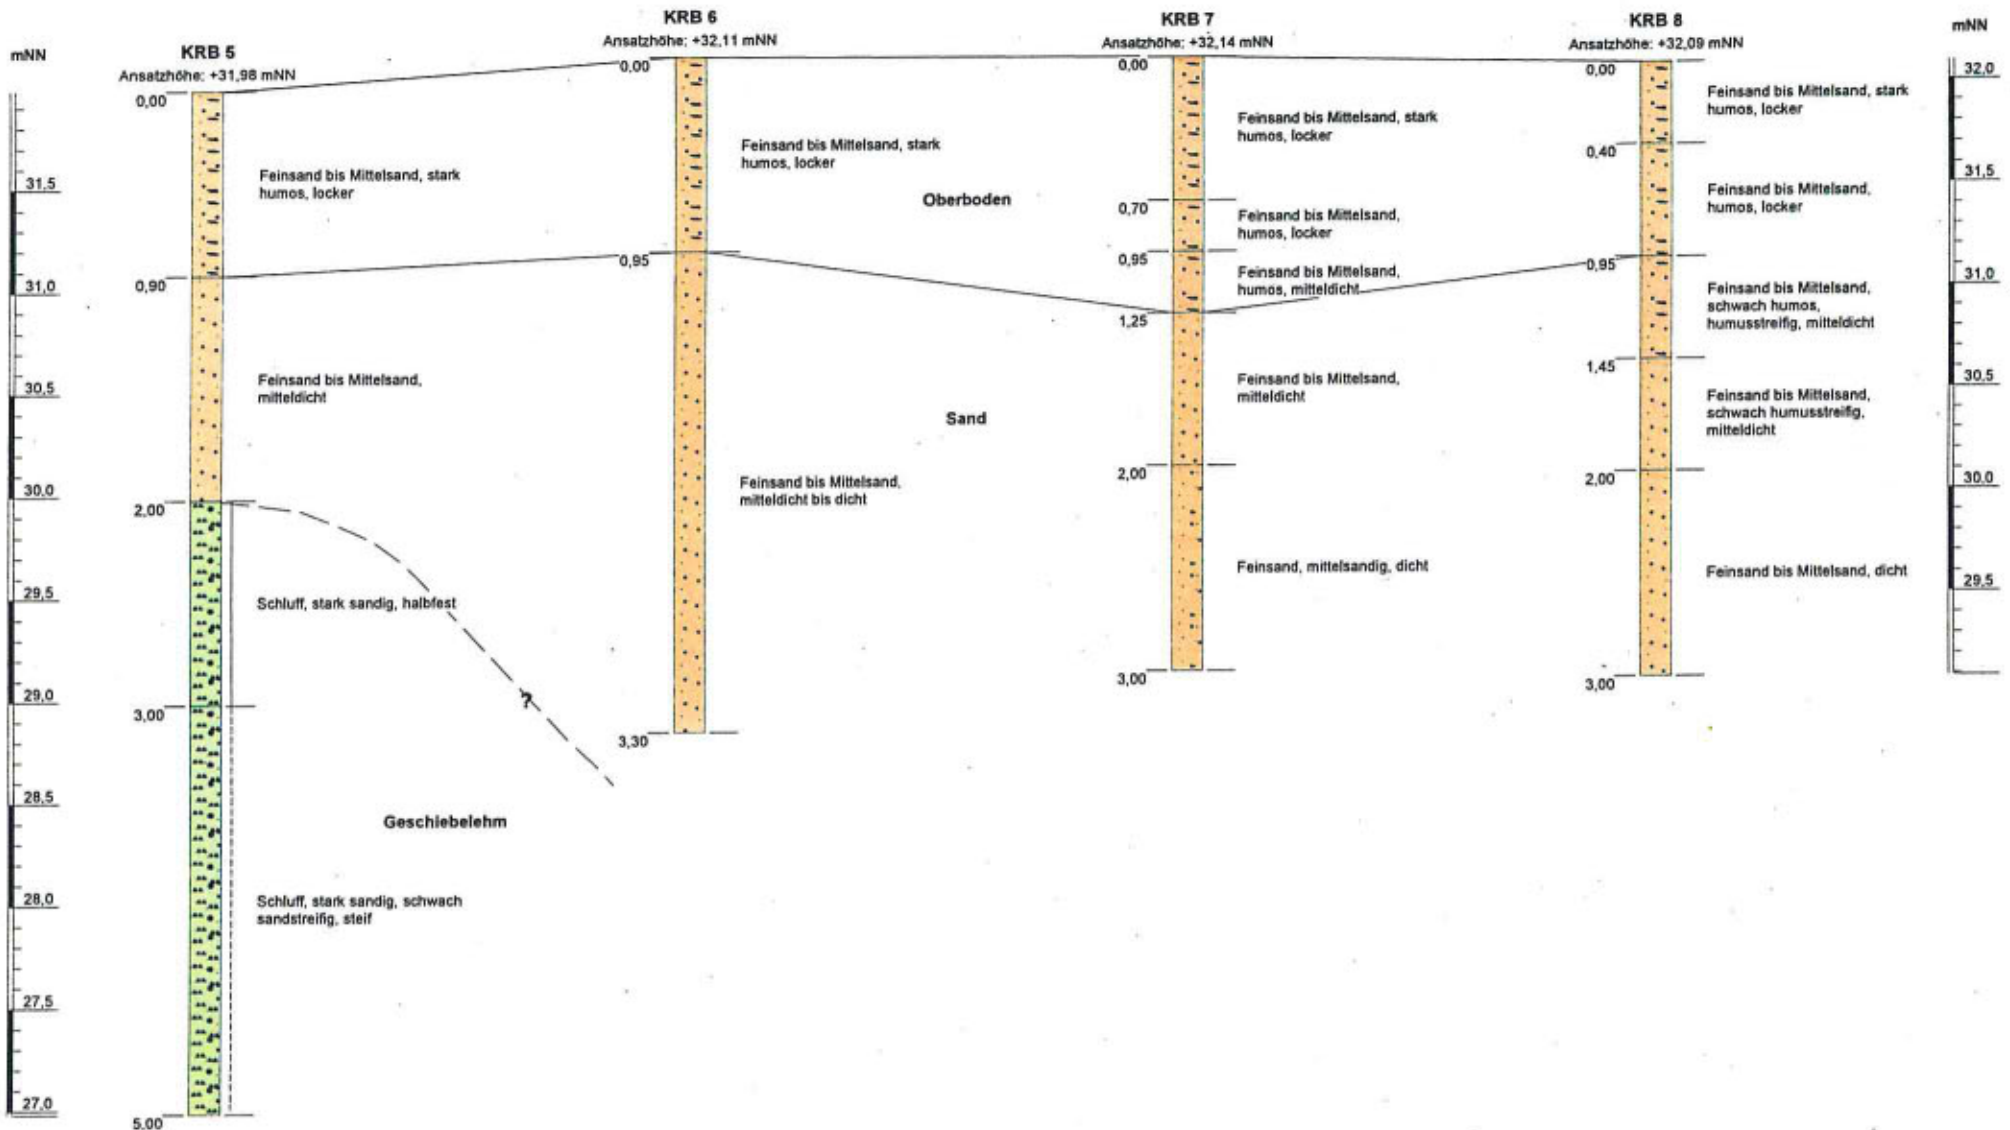 mNN
31,5
31,0
30,5
30,0
29,5
29,0
28,5
28,0
27,5
27,0
KRB 5
Ansatzhöhe: +31,98 mNN
0,00
0,90
2,00
3,00
5,00
Feinsand bis Mittelsand, stark
humos, locker
Feinsand bis Mittelsand,
mitteldicht
Schluff, stark sandig, halbfest
Schluff, stark sandig, schwach
sandstreifig, steif
?
Geschiebelehm
KRB 6
Ansatzhöhe: +32,11 mNN
0,00
0,95
3,30
Feinsand bis Mittelsand, stark
humos, locker
Feinsand bis Mittelsand,
mitteldicht bis dicht
Oberboden
Sand
KRB 7
Ansatzhöhe: +32,14 mNN
0,00
0,70
0,95
1,25
2,00
3,00
Feinsand bis Mittelsand, stark
humos, locker
Feinsand bis Mittelsand,
humos, locker
Feinsand bis Mittelsand,
humos, mitteldicht
Feinsand bis Mittelsand,
mitteldicht
Feinsand, mittelsandig, dicht
KRB 8
Ansatzhöhe: +32,09 mNN
0,00
0,40
0,95
1,45
2,00
3,00
Feinsand bis Mittelsand, stark
humos, locker
Feinsand bis Mittelsand,
humos, locker
Feinsand bis Mittelsand,
schwach humos,
humusstreifig, mitteldicht
Feinsand bis Mittelsand,
schwach humusstreifig,
mitteldicht
Feinsand bis Mittelsand, dicht
mNN
32,0
31,5
31,0
30,5
30,0
29,5